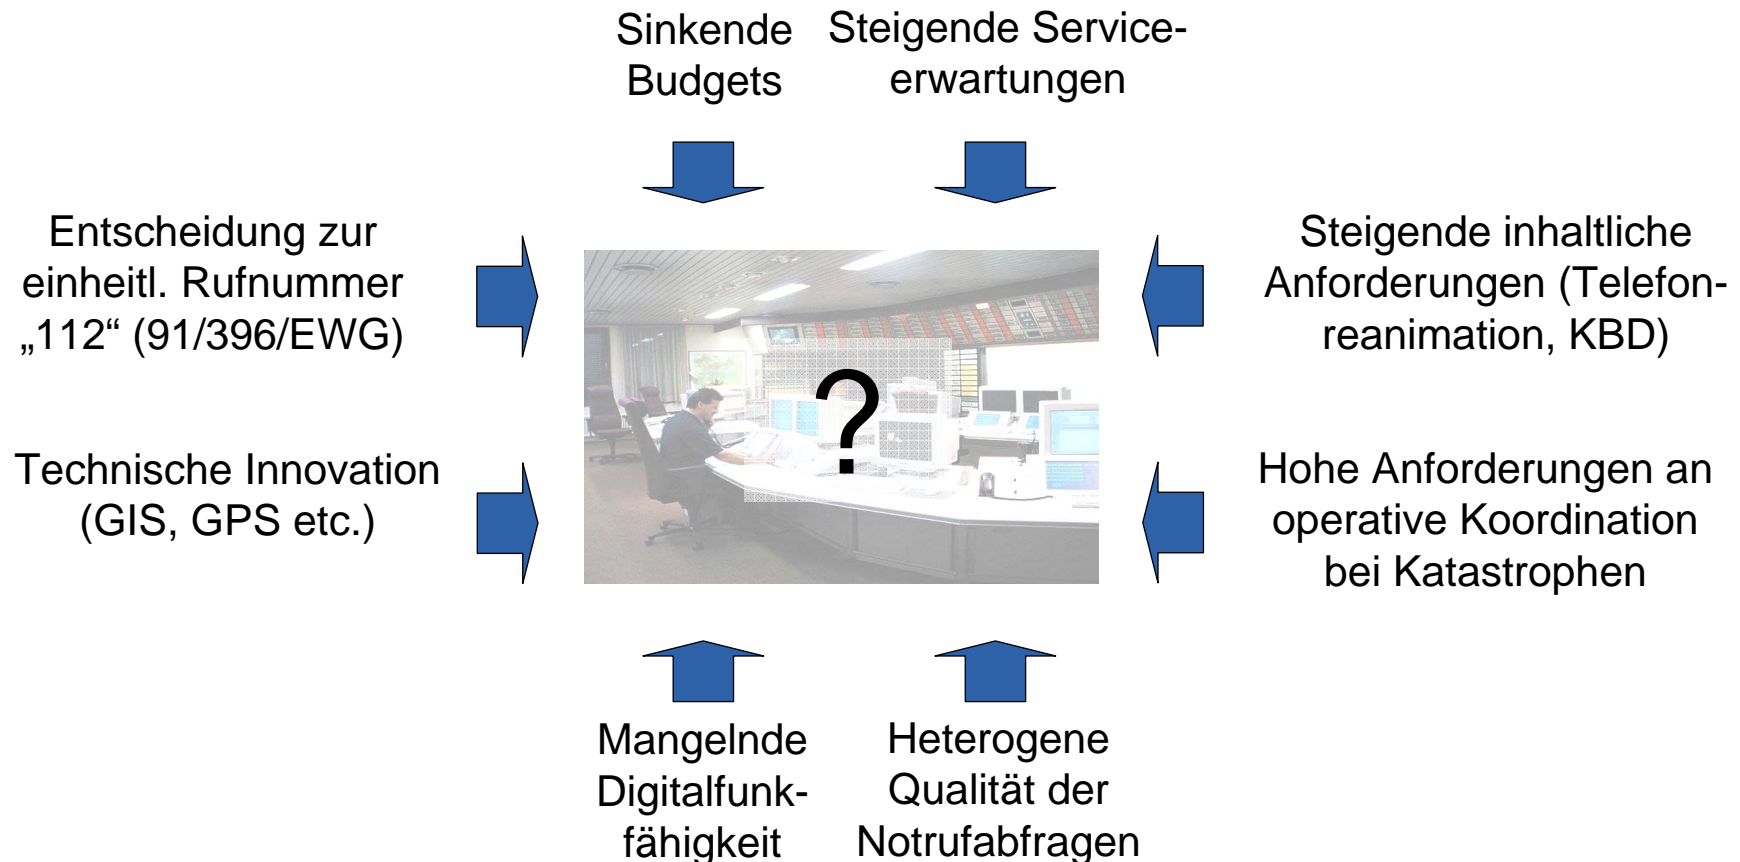 Sinkende
Budgets
Steigende Service-
erwartungen
Entscheidung zur
einheitl. Rufnummer
„112“ (91/396/EWG)
Steigende inhaltliche
Anforderungen (Telefon-
reanimation, KBD)
?
Technische Innovation
(GIS, GPS etc.)
Hohe Anforderungen an
operative Koordination
bei Katastrophen
Mangelnde
Digitalfunk-
fähigkeit
Heterogene
Qualität der
Notrufabfragen